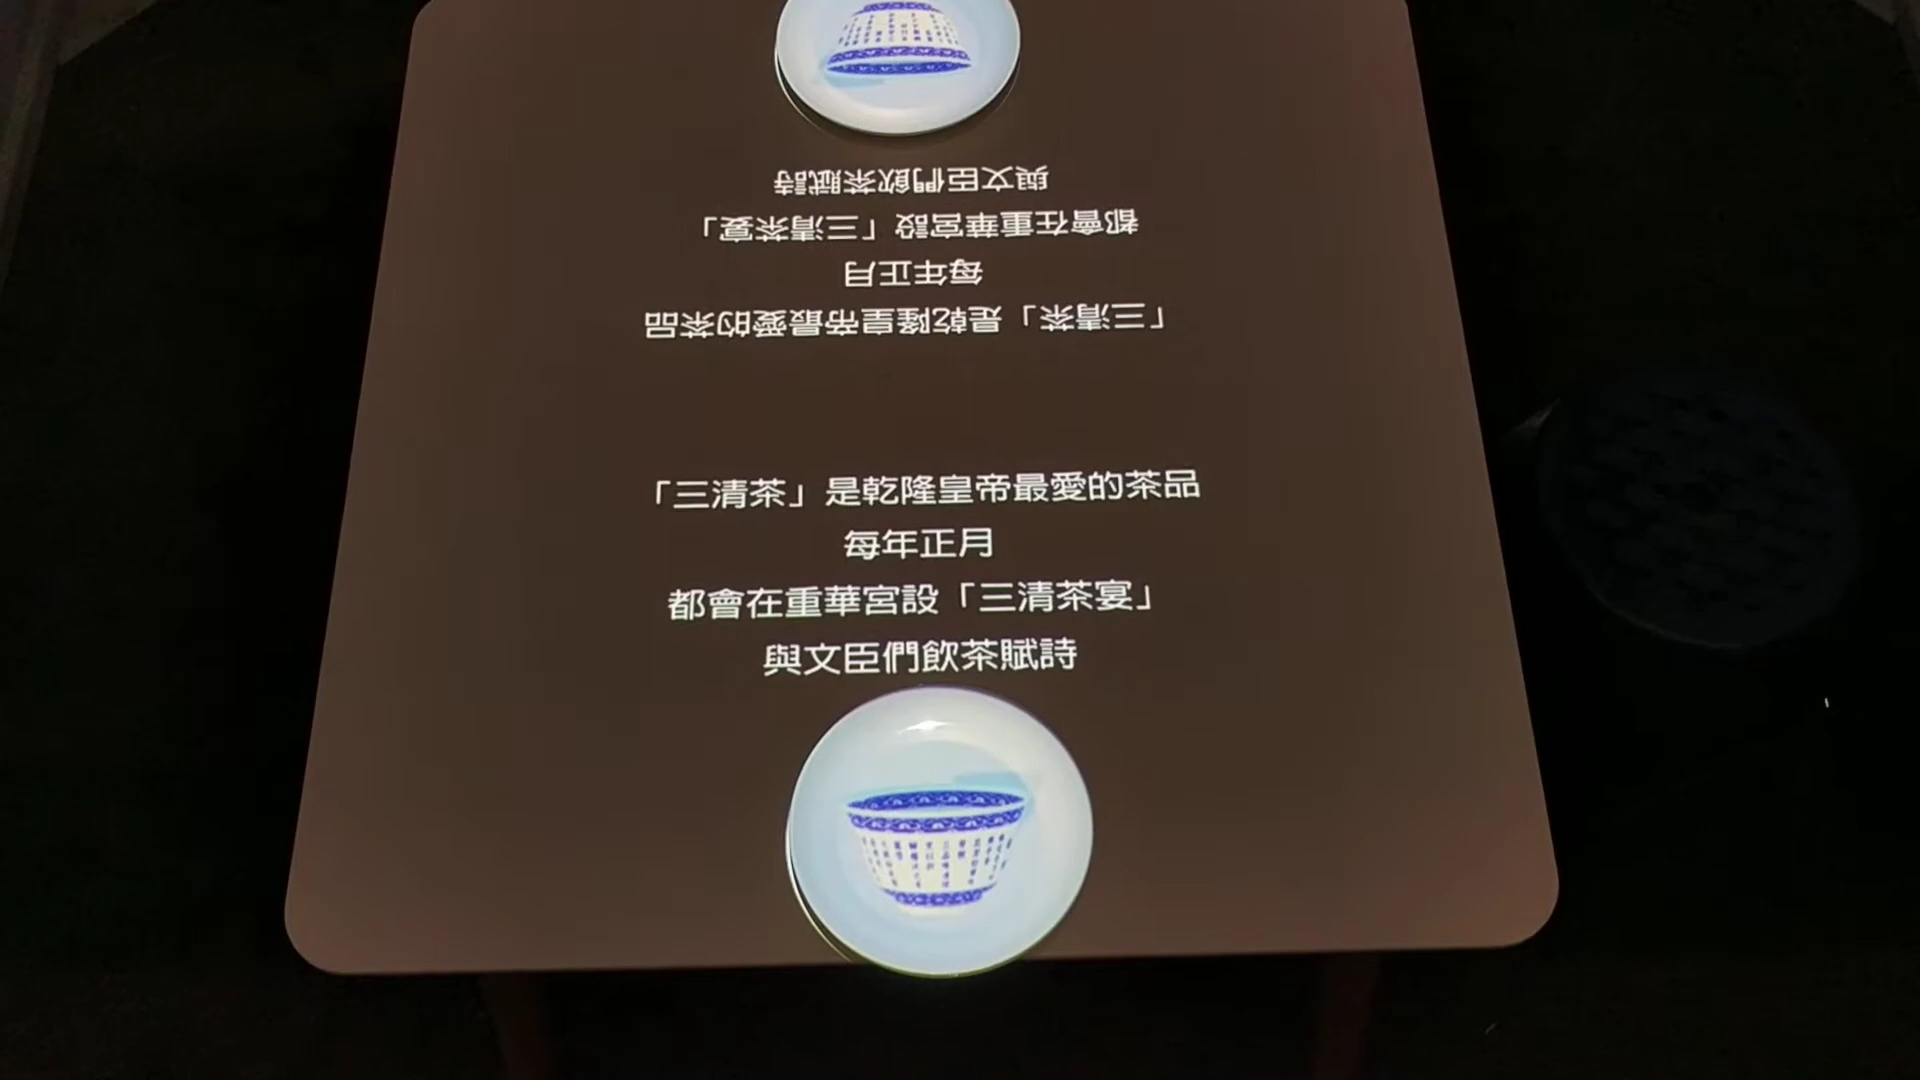 與文臣們飲茶賦詩
都會在重華宮設「三清茶宴」
每年正月
「三清茶」是乾隆皇帝最愛的茶品
「三清茶」是乾隆皇帝最愛的茶品
每年正月
都會在重華宮設「三清茶宴」
與文臣們飲茶賦詩